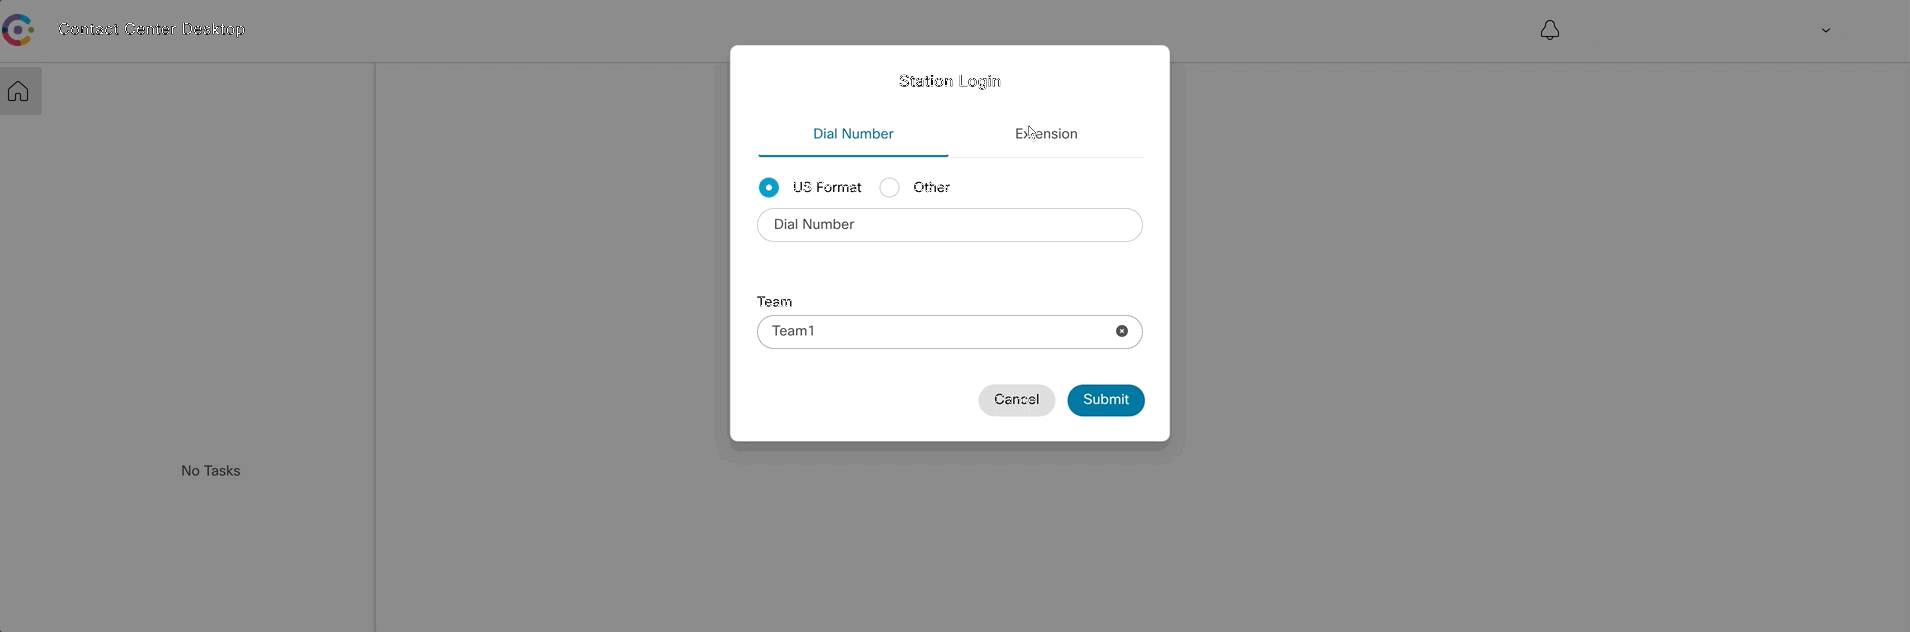 Contact Center Desktop
Station Login
Dial Number
Extension
US Format
Other
Dial Number
Team
Team1
Cancel
Submit
No Tasks